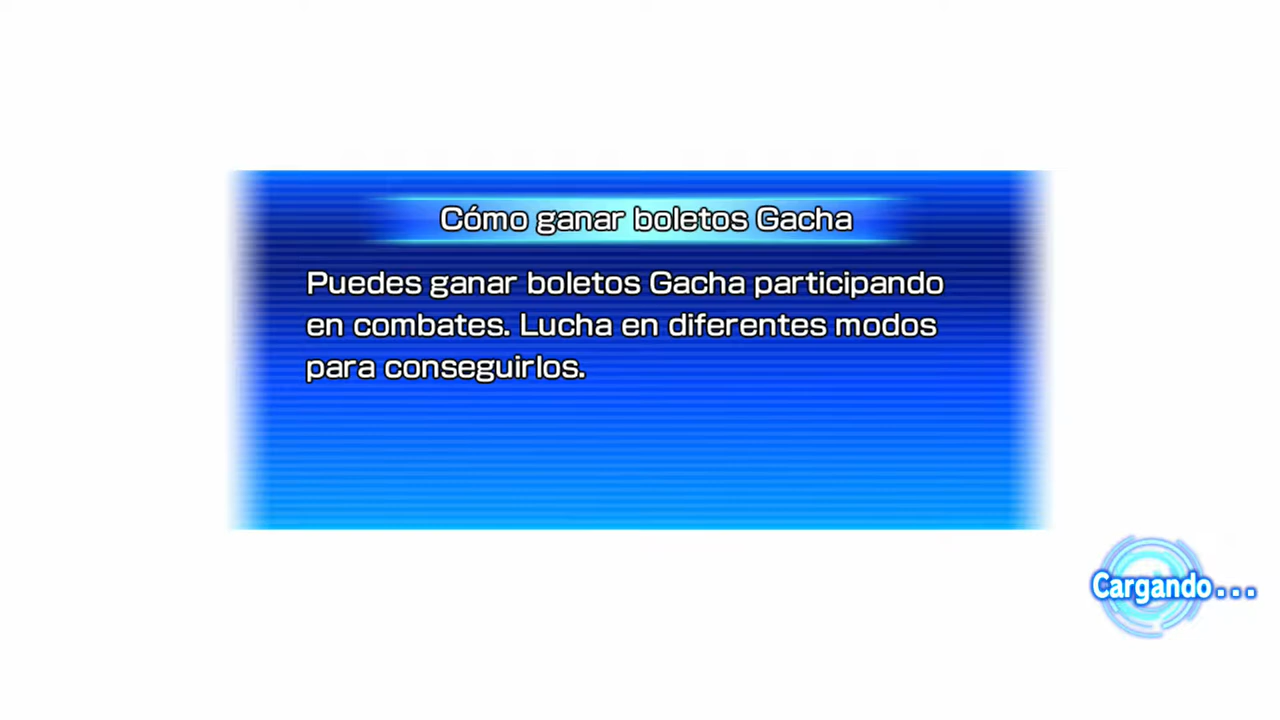 Cómo ganar boletos Gacha
Puedes ganar boletos Gacha participando
en combates. Lucha en diferentes modos
para conseguirlos.
Cargando...